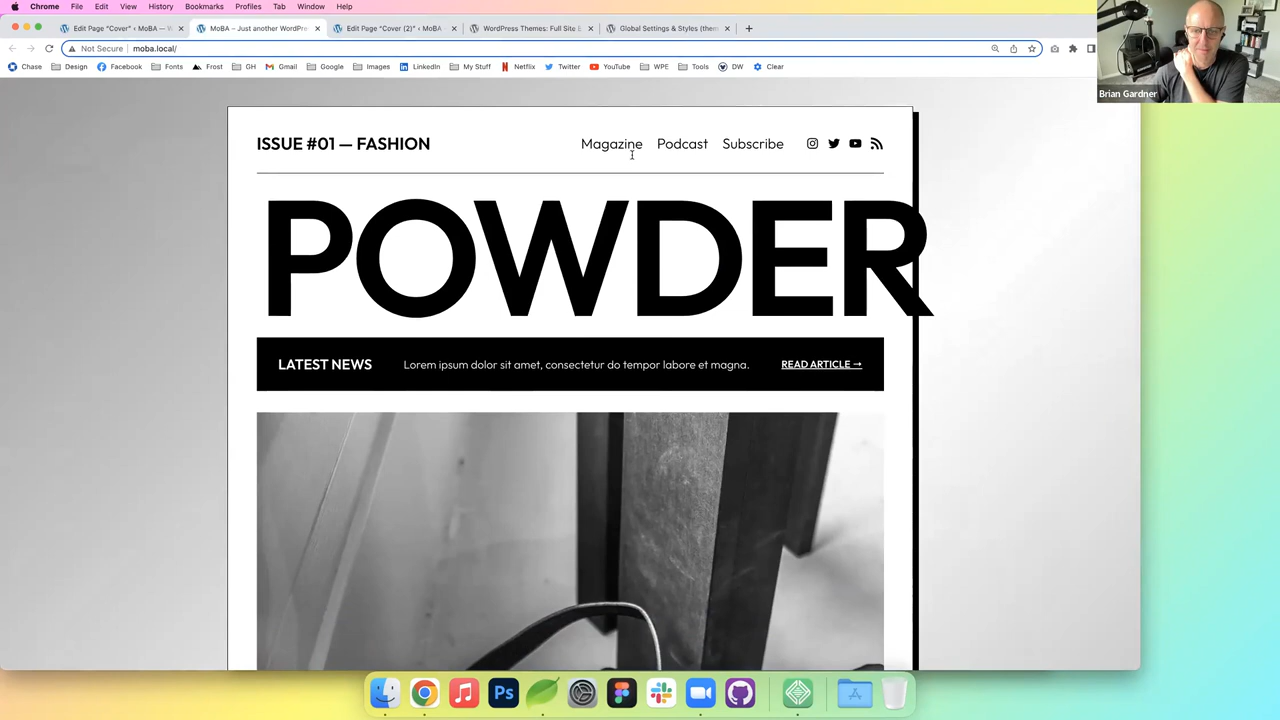 Chrome File Edit View History Bookmarks Profiles Tab Window Help
Edit Page “Cover” ‹ MoBA — W
MoBA – Just another WordPre
Edit Page “Cover (2)” ‹ MoBA
WordPress Themes: Full Site E
Global Settings & Styles (them
Not Secure moba.local/
Chase Design Facebook Fonts Frost GH Gmail Google Images LinkedIn My Stuff Netflix Twitter YouTube WPE Tools DW Clear
Brian Gardner
ISSUE #01 — FASHION Magazine Podcast Subscribe
POWDER
LATEST NEWS Lorem ipsum dolor sit amet, consectetur do tempor labore et magna. READ ARTICLE →
Ps